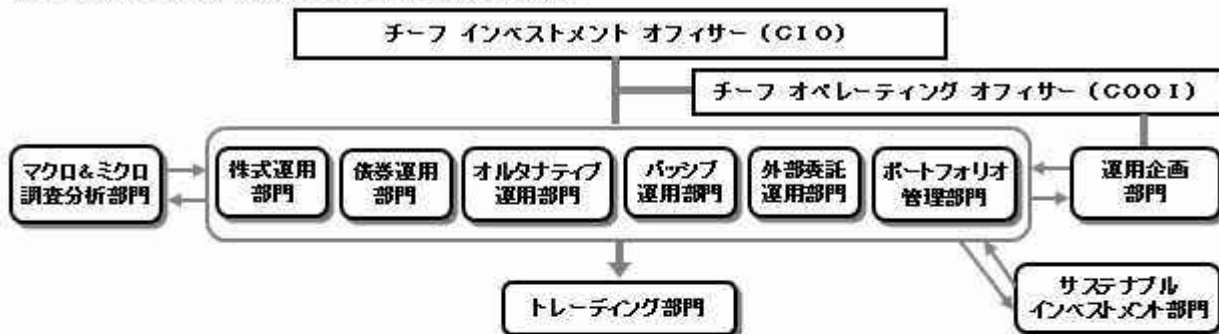 チーフ インベストメント オフィサー (CIO)
チーフ オペレーティング オフィサー (COOI)
マクロ&ミクロ
調査分析部門
株式運用
部門
債券運用
部門
オルタナティブ
運用部門
パッシブ
運用部門
外部委託
運用部門
ポートフォリオ
管理部門
運用企画
部門
トレーディング部門
サステナブル
インベストメント部門